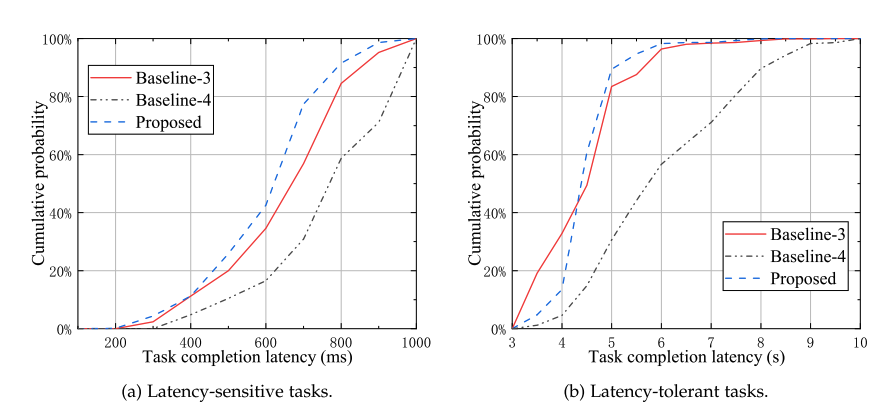 100%
80%
60%
40%
20%
0%
Cumulative probability
Baseline-3
Baseline-4
Proposed
200
400
600
800
1000
Task completion latency (ms)
(a) Latency-sensitive tasks.
100%
80%
60%
40%
20%
0%
Cumulative probability
Baseline-3
Baseline-4
Proposed
3
4
5
6
7
8
9
10
Task completion latency (s)
(b) Latency-tolerant tasks.